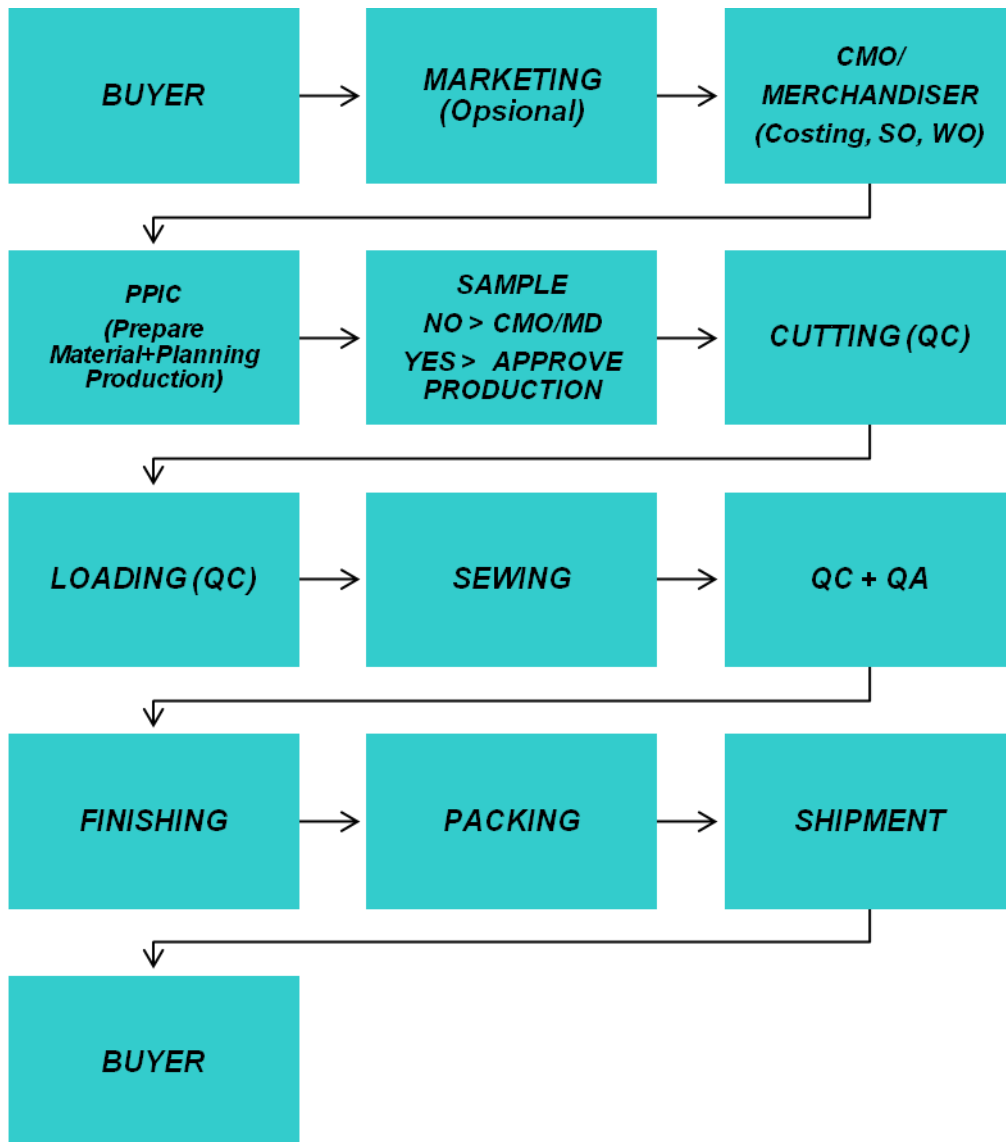 BUYER
MARKETING
(Opsional)
CMO/
MERCHANDISER
(Costing, SO, WO)
PPIC
(Prepare
Material+Planning
Production)
SAMPLE
NO > CMO/MD
YES > APPROVE
PRODUCTION
CUTTING (QC)
LOADING (QC)
SEWING
QC + QA
FINISHING
PACKING
SHIPMENT
BUYER